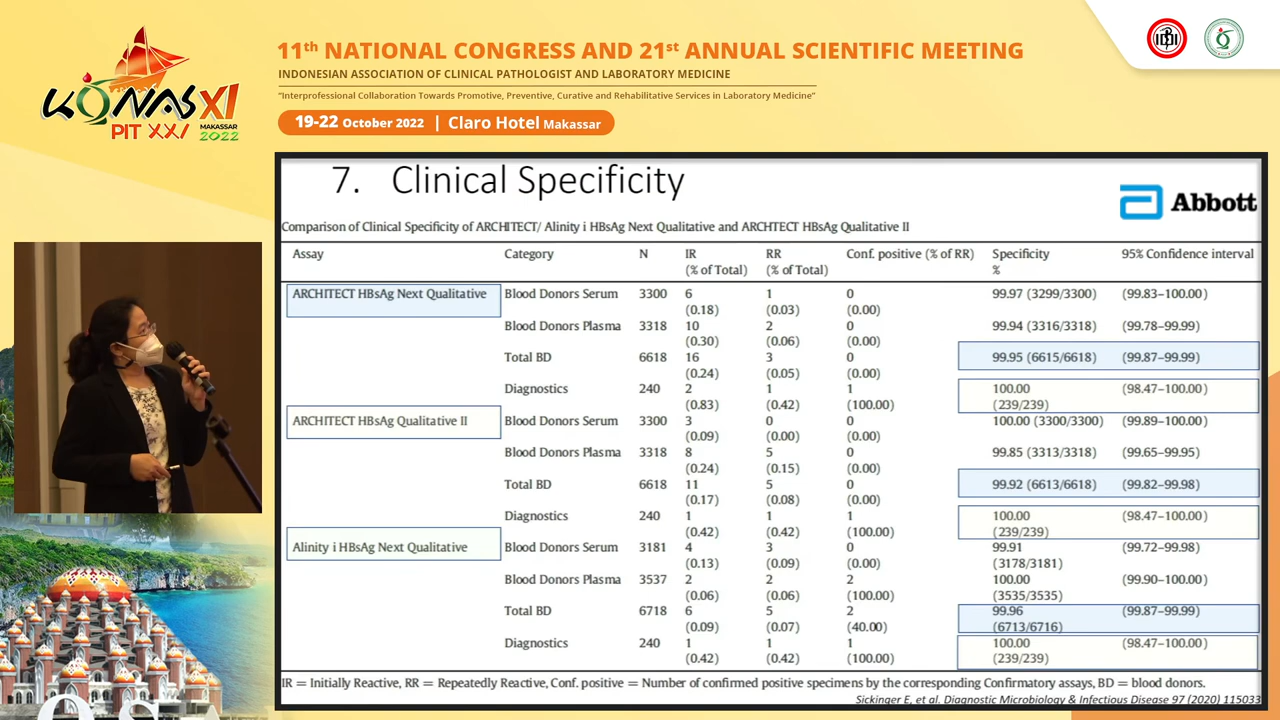 11th NATIONAL CONGRESS AND 21st ANNUAL SCIENTIFIC MEETING
INDONESIAN ASSOCIATION OF CLINICAL PATHOLOGIST AND LABORATORY MEDICINE
"Interprofessional Collaboration Towards Promotive, Preventive, Curative and Rehabilitative Services in Laboratory Medicine"
19-22 October 2022 | Claro Hotel Makassar
KONAS XI
PIT XXI MAKASSAR 2022
7. Clinical Specificity
Abbott
Comparison of Clinical Specificity of ARCHITECT/ Alinity i HBsAg Next Qualitative and ARCHTECT HBsAg Qualitative II
Assay Category N IR RR Conf. positive (% of RR) Specificity 95% Confidence interval
(% of Total) (% of Total) %
ARCHITECT HBsAg Next Qualitative Blood Donors Serum 3300 6 1 0 99.97 (3299/3300) (99.83–100.00)
(0.18) (0.03) (0.00)
Blood Donors Plasma 3318 10 2 0 99.94 (3316/3318) (99.78–99.99)
(0.30) (0.06) (0.00)
Total BD 6618 16 3 0 99.95 (6615/6618) (99.87–99.99)
(0.24) (0.05) (0.00)
Diagnostics 240 2 1 1 100.00 (98.47–100.00)
(0.83) (0.42) (100.00) (239/239)
ARCHITECT HBsAg Qualitative II Blood Donors Serum 3300 3 0 0 100.00 (3300/3300) (99.89–100.00)
(0.09) (0.00) (0.00)
Blood Donors Plasma 3318 8 5 0 99.85 (3313/3318) (99.65–99.95)
(0.24) (0.15) (0.00)
Total BD 6618 11 5 0 99.92 (6613/6618) (99.82–99.98)
(0.17) (0.08) (0.00)
Diagnostics 240 1 1 1 100.00 (98.47–100.00)
(0.42) (0.42) (100.00) (239/239)
Alinity i HBsAg Next Qualitative Blood Donors Serum 3181 4 3 0 99.91 (99.72–99.98)
(0.13) (0.09) (0.00) (3178/3181)
Blood Donors Plasma 3537 2 2 2 100.00 (99.90–100.00)
(0.06) (0.06) (100.00) (3535/3535)
Total BD 6718 6 5 2 99.96 (99.87–99.99)
(0.09) (0.07) (40.00) (6713/6716)
Diagnostics 240 1 1 1 100.00 (98.47–100.00)
(0.42) (0.42) (100.00) (239/239)
IR = Initially Reactive, RR = Repeatedly Reactive, Conf. positive = Number of confirmed positive specimens by the corresponding Confirmatory assays, BD = blood donors.
Sickinger E, et al. Diagnostic Microbiology & Infectious Disease 97 (2020) 115033